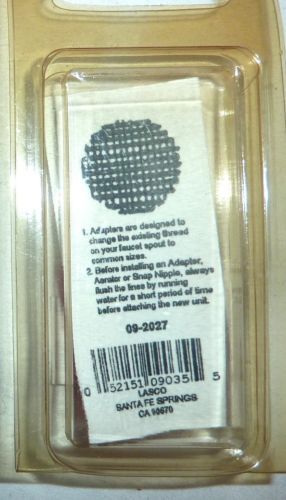 1. Adapters are designed to
change the existing thread
on your faucet spout to
common sizes.
2. Before installing an Adapter,
Aerator or Snap Nipple, always
flush the lines by running
water for a short period of time
before attaching the new unit.
09-2027
0 52151 09035 5
LASCO
SANTA FE SPRINGS
CA 90670